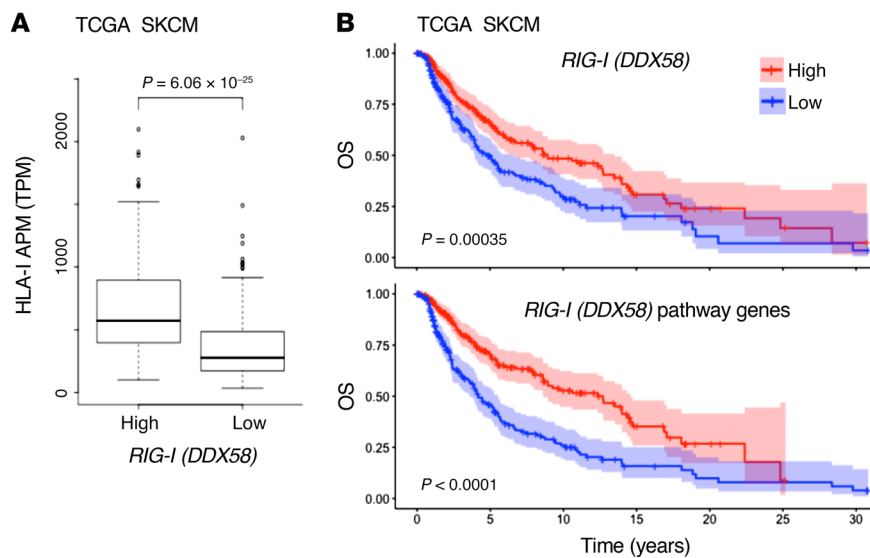 A
TCGA SKCM
P = 6.06 × 10⁻²⁵
HLA-I APM (TPM)
2000
1000
0
High
Low
RIG-I (DDX58)
B
TCGA SKCM
RIG-I (DDX58)
High
Low
OS
1.00
0.75
0.50
0.25
0.00
P = 0.00035
RIG-I (DDX58) pathway genes
OS
1.00
0.75
0.50
0.25
0.00
P < 0.0001
0 5 10 15 20 25 30
Time (years)